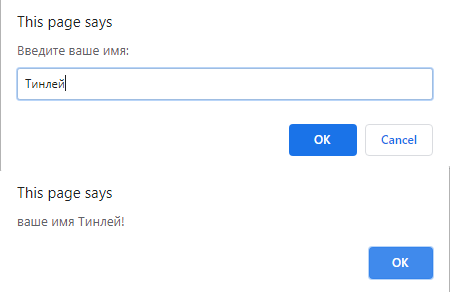 This page says
Введите ваше имя:
Тинлей
OK
Cancel
This page says
ваше имя Тинлей!
OK